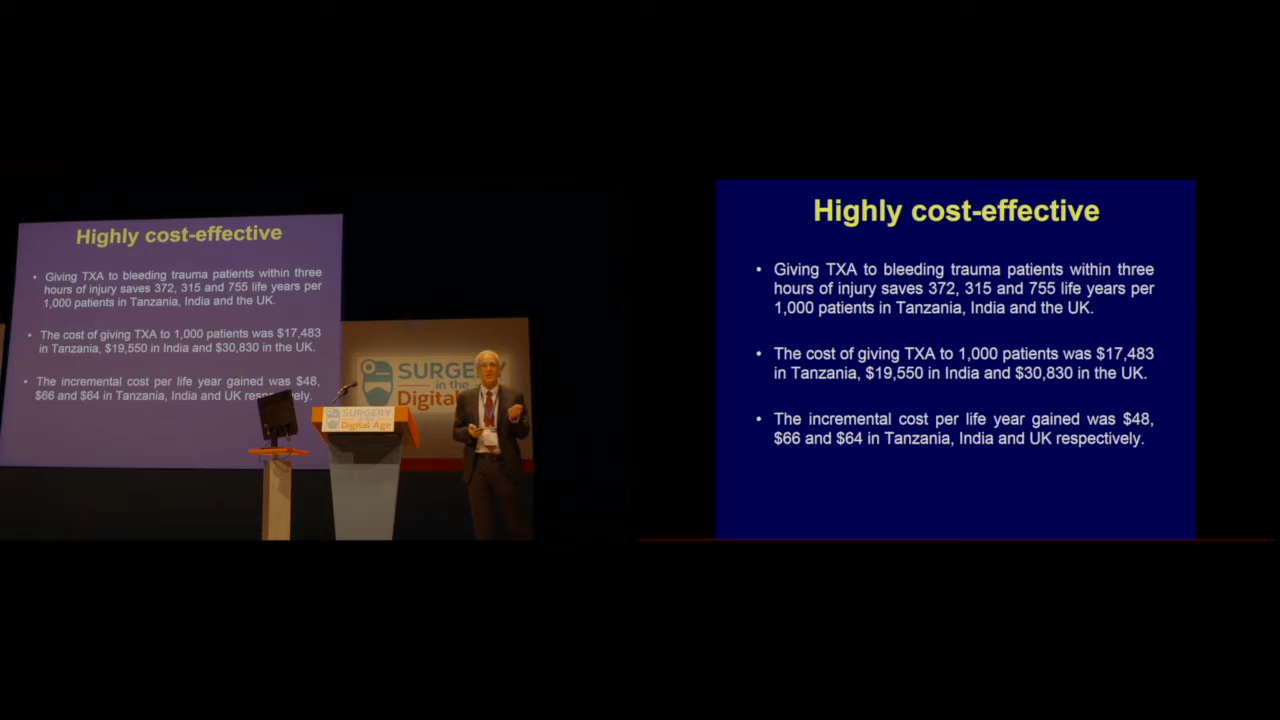 Highly cost-effective
• Giving TXA to bleeding trauma patients within three
hours of injury saves 372, 315 and 755 life years per
1,000 patients in Tanzania, India and the UK.
• The cost of giving TXA to 1,000 patients was $17,483
in Tanzania, $19,550 in India and $30,830 in the UK.
• The incremental cost per life year gained was $48,
$66 and $64 in Tanzania, India and UK respectively.
SURGERY
in the
Digital
SURGERY
Digital Age
Highly cost-effective
• Giving TXA to bleeding trauma patients within three
hours of injury saves 372, 315 and 755 life years per
1,000 patients in Tanzania, India and the UK.
• The cost of giving TXA to 1,000 patients was $17,483
in Tanzania, $19,550 in India and $30,830 in the UK.
• The incremental cost per life year gained was $48,
$66 and $64 in Tanzania, India and UK respectively.